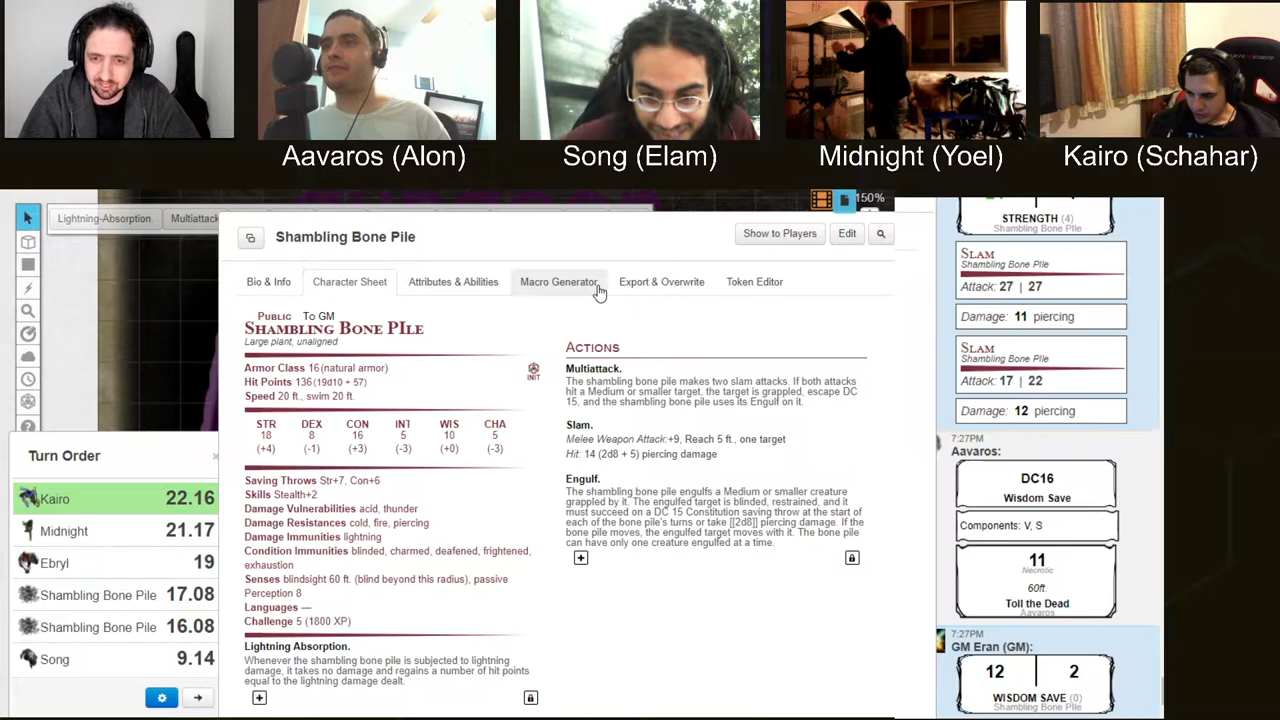 Aavaros (Alon)
Song (Elam)
Midnight (Yoel)
Kairo (Schahar)
Lightning-Absorption
Multiattack
150%
Shambling Bone Pile
Show to Players
Edit
Bio & Info
Character Sheet
Attributes & Abilities
Macro Generator
Export & Overwrite
Token Editor
PUBLIC To GM
SHAMBLING BONE PILE
Large plant, unaligned
Armor Class 16 (natural armor)
Hit Points 136 (19d10 + 57)
Speed 20 ft., swim 20 ft.
INIT
STR DEX CON INT WIS CHA
18 8 16 5 10 5
(+4) (-1) (+3) (-3) (+0) (-3)
Saving Throws Str+7, Con+6
Skills Stealth+2
Damage Vulnerabilities acid, thunder
Damage Resistances cold, fire, piercing
Damage Immunities lightning
Condition Immunities blinded, charmed, deafened, frightened,
exhaustion
Senses blindsight 60 ft. (blind beyond this radius), passive
Perception 8
Languages —
Challenge 5 (1800 XP)
Lightning Absorption.
Whenever the shambling bone pile is subjected to lightning
damage, it takes no damage and regains a number of hit points
equal to the lightning damage dealt.
ACTIONS
Multiattack.
The shambling bone pile makes two slam attacks. If both attacks
hit a Medium or smaller target, the target is grappled, escape DC
15, and the shambling bone pile uses its Engulf on it.
Slam.
Melee Weapon Attack:+9, Reach 5 ft., one target
Hit: 14 (2d8 + 5) piercing damage
Engulf.
The shambling bone pile engulfs a Medium or smaller creature
grappled by it. The engulfed target is blinded, restrained, and it
must succeed on a DC 15 Constitution saving throw at the start of
each of the bone pile's turns or take [[2d8]] piercing damage. If the
bone pile moves, the engulfed target moves with it. The bone pile
can have only one creature engulfed at a time.
Turn Order
Kairo 22.16
Midnight 21.17
Ebryl 19
Shambling Bone Pile 17.08
Shambling Bone Pile 16.08
Song 9.14
STRENGTH (4)
Shambling Bone Pile
SLAM
Shambling Bone Pile
Attack: 27 | 27
Damage: 11 piercing
SLAM
Shambling Bone Pile
Attack: 17 | 22
Damage: 12 piercing
7:27PM
Aavaros:
DC16
Wisdom Save
Components: V, S
11
Necrotic
60ft.
Toll the Dead
Aavaros
7:27PM
GM Eran (GM):
12 2
WISDOM SAVE (0)
Shambling Bone Pile